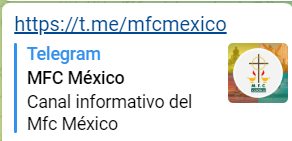 https://t.me/mfcmexico
Telegram
MFC México
Canal informativo del
Mfc México
M F C